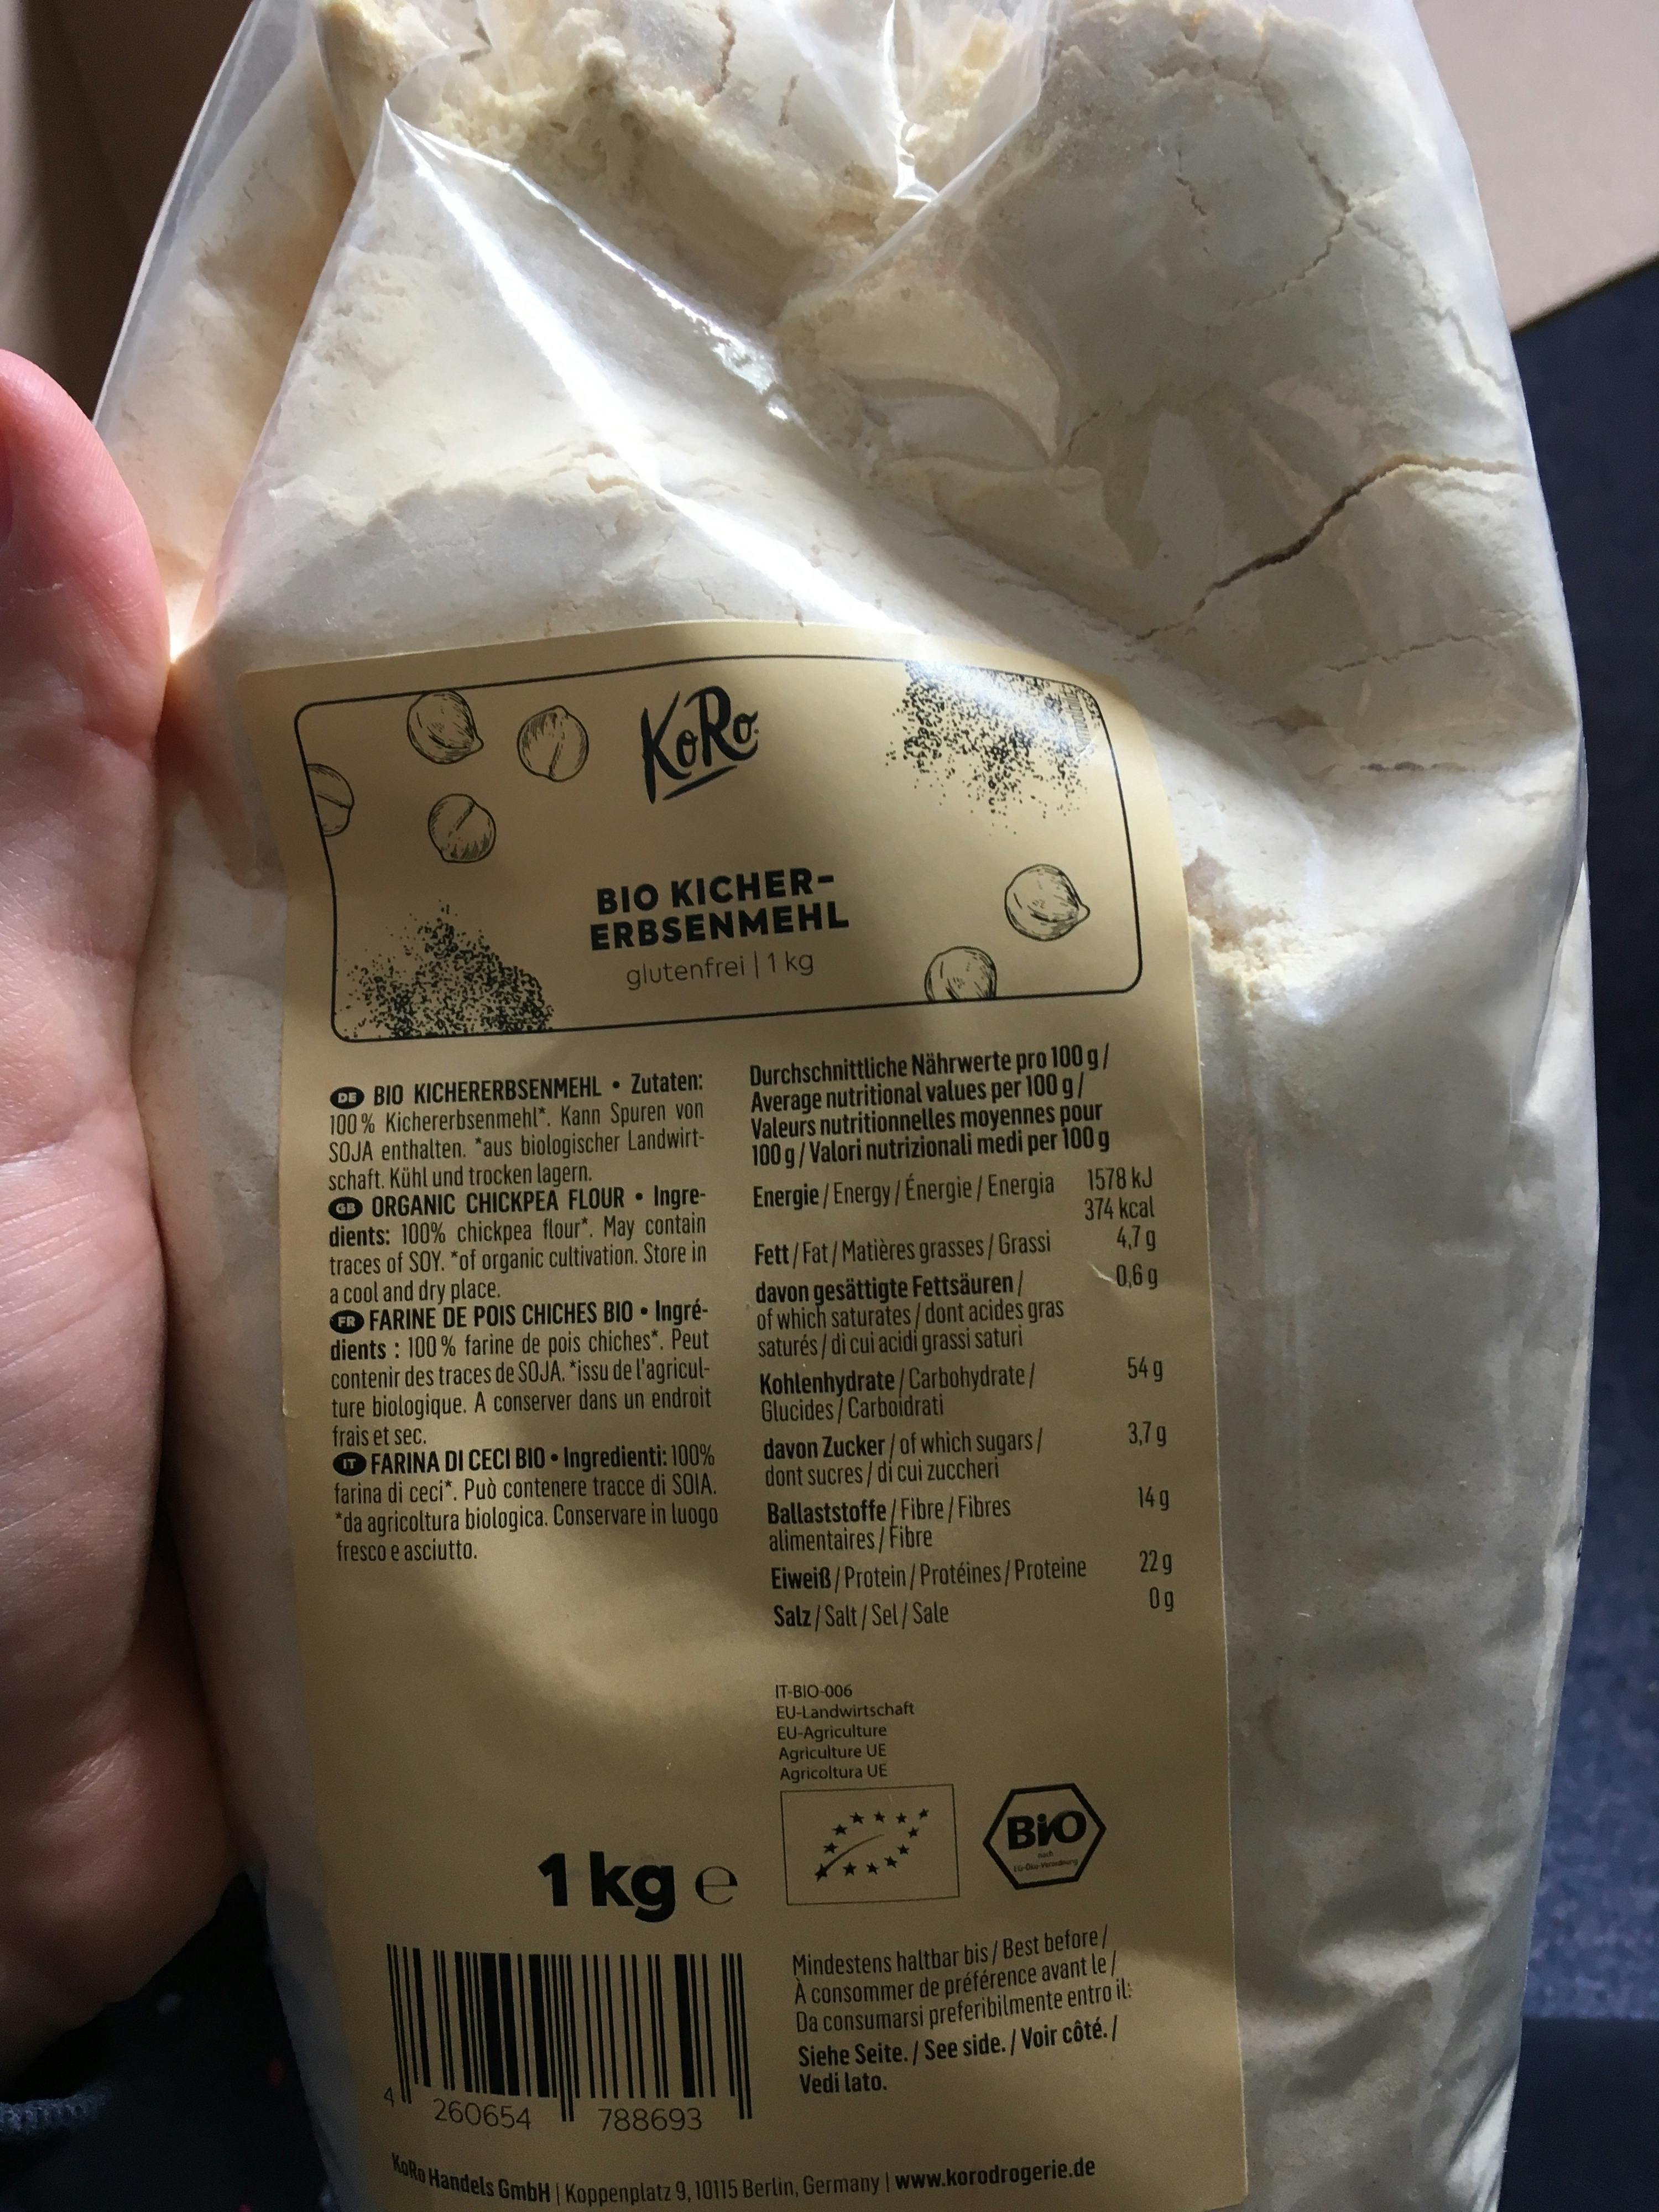 KoRo
BIO KICHER-
ERBSENMEHL
glutenfrei | 1 kg
DE BIO KICHERERBSENMEHL • Zutaten:
100 % Kichererbsenmehl*. Kann Spuren von
SOJA enthalten. *aus biologischer Landwirt-
schaft. Kühl und trocken lagern.
GB ORGANIC CHICKPEA FLOUR • Ingre-
dients: 100% chickpea flour*. May contain
traces of SOY. *of organic cultivation. Store in
a cool and dry place.
FR FARINE DE POIS CHICHES BIO • Ingré-
dients : 100 % farine de pois chiches*. Peut
contenir des traces de SOJA. *issu de l'agricul-
ture biologique. A conserver dans un endroit
frais et sec.
IT FARINA DI CECI BIO • Ingredienti: 100%
farina di ceci*. Può contenere tracce di SOIA.
*da agricoltura biologica. Conservare in luogo
fresco e asciutto.
Durchschnittliche Nährwerte pro 100 g /
Average nutritional values per 100 g /
Valeurs nutritionnelles moyennes pour
100 g / Valori nutrizionali medi per 100 g
Energie / Energy / Énergie / Energia 1578 kJ
374 kcal
Fett / Fat / Matières grasses / Grassi 4,7 g
davon gesättigte Fettsäuren / 0,6 g
of which saturates / dont acides gras
saturés / di cui acidi grassi saturi
Kohlenhydrate / Carbohydrate / 54 g
Glucides / Carboidrati
davon Zucker / of which sugars / 3,7 g
dont sucres / di cui zuccheri
Ballaststoffe / Fibre / Fibres 14 g
alimentaires / Fibre
Eiweiß / Protein / Protéines / Proteine 22 g
Salz / Salt / Sel / Sale 0 g
IT-BIO-006
EU-Landwirtschaft
EU-Agriculture
Agriculture UE
Agricoltura UE
BIO
nach
EG-Öko-Verordnung
1 kg e
Mindestens haltbar bis / Best before /
À consommer de préférence avant le /
Da consumarsi preferibilmente entro il:
Siehe Seite. / See side. / Voir côté. /
Vedi lato.
4 260654 788693
KoRo Handels GmbH | Koppenplatz 9, 10115 Berlin, Germany | www.korodrogerie.de